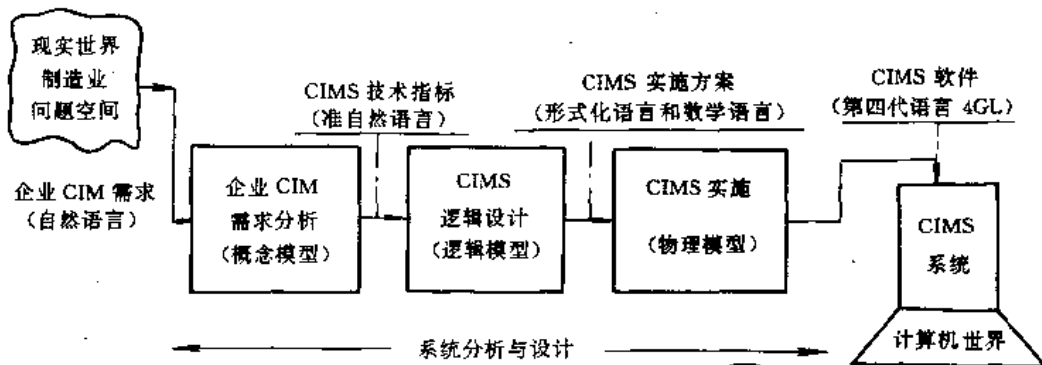 现实世界
制造业
问题空间
企业 CIM 需求
(自然语言)
企业 CIM
需求分析
(概念模型)
CIMS 技术指标
(准自然语言)
CIMS
逻辑设计
(逻辑模型)
CIMS 实施方案
(形式化语言和数学语言)
CIMS 实施
(物理模型)
CIMS 软件
(第四代语言 4GL)
CIMS
系统
计算机世界
系统分析与设计